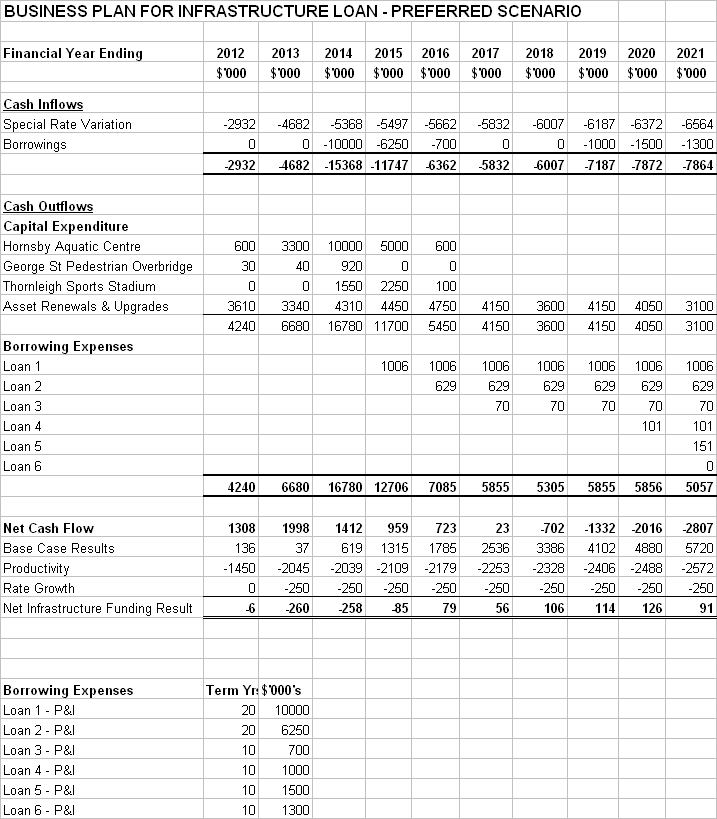 BUSINESS PLAN FOR INFRASTRUCTURE LOAN - PREFERRED SCENARIO
Financial Year Ending 2012 2013 2014 2015 2016 2017 2018 2019 2020 2021
$'000 $'000 $'000 $'000 $'000 $'000 $'000 $'000 $'000 $'000
Cash Inflows
Special Rate Variation -2932 -4682 -5368 -5497 -5662 -5832 -6007 -6187 -6372 -6564
Borrowings 0 0 -10000 -6250 -700 0 0 -1000 -1500 -1300
-2932 -4682 -15368 -11747 -6362 -5832 -6007 -7187 -7872 -7864
Cash Outflows
Capital Expenditure
Hornsby Aquatic Centre 600 3300 10000 5000 600
George St Pedestrian Overbridge 30 40 920 0 0
Thornleigh Sports Stadium 0 0 1550 2250 100
Asset Renewals & Upgrades 3610 3340 4310 4450 4750 4150 3600 4150 4050 3100
4240 6680 16780 11700 5450 4150 3600 4150 4050 3100
Borrowing Expenses
Loan 1 1006 1006 1006 1006 1006 1006 1006
Loan 2 629 629 629 629 629 629
Loan 3 70 70 70 70 70
Loan 4 101 101
Loan 5 151
Loan 6 0
4240 6680 16780 12706 7085 5855 5305 5855 5856 5057
Net Cash Flow 1308 1998 1412 959 723 23 -702 -1332 -2016 -2807
Base Case Results 136 37 619 1315 1785 2536 3386 4102 4880 5720
Productivity -1450 -2045 -2039 -2109 -2179 -2253 -2328 -2406 -2488 -2572
Rate Growth 0 -250 -250 -250 -250 -250 -250 -250 -250 -250
Net Infrastructure Funding Result -6 -260 -258 -85 79 56 106 114 126 91
Borrowing Expenses Term Yrs $'000's
Loan 1 - P&I 20 10000
Loan 2 - P&I 20 6250
Loan 3 - P&I 10 700
Loan 4 - P&I 10 1000
Loan 5 - P&I 10 1500
Loan 6 - P&I 10 1300